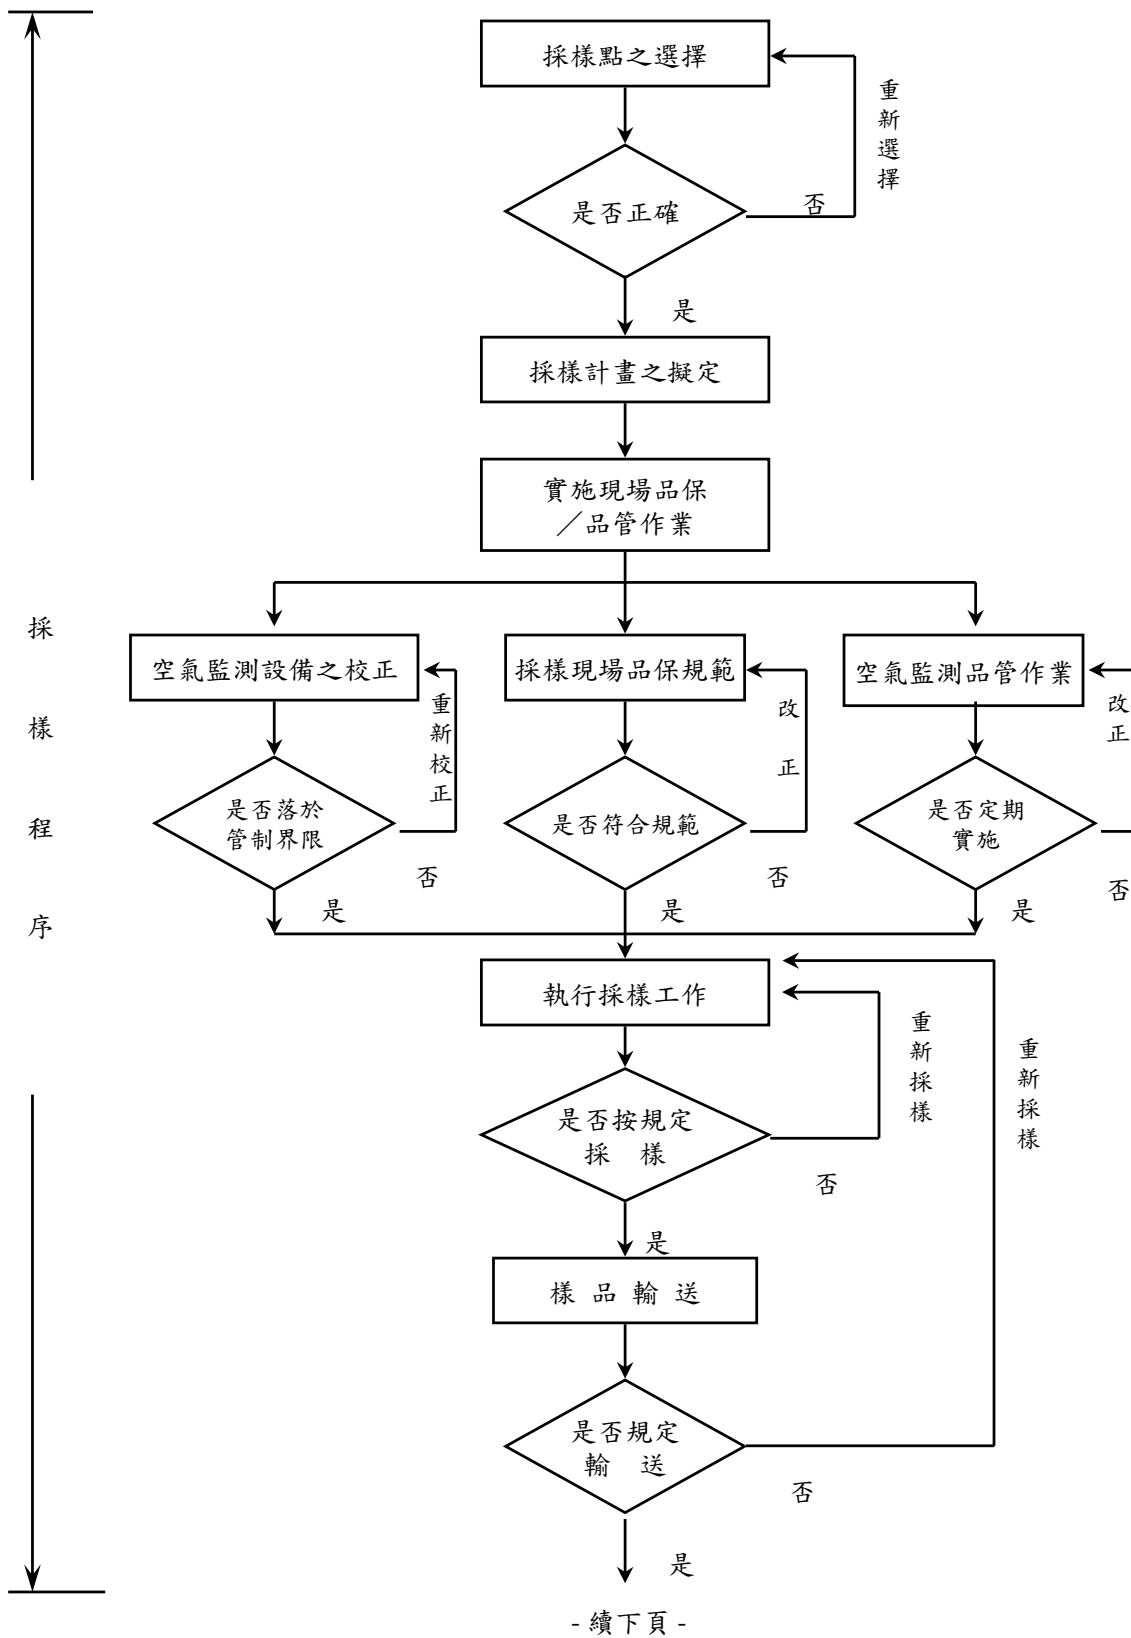 採樣點之選擇
重新選擇
是否正確
否
是
採樣計畫之擬定
實施現場品保
／品管作業
採樣程序
空氣監測設備之校正
重新校正
採樣現場品保規範
改正
空氣監測品管作業
改正
是否落於
管制界限
否
是
是否符合規範
否
是
是否定期
實施
否
是
執行採樣工作
重新採樣
重新採樣
是否按規定
採 樣
否
是
樣 品 輸 送
是否規定
輸 送
否
是
- 續下頁 -